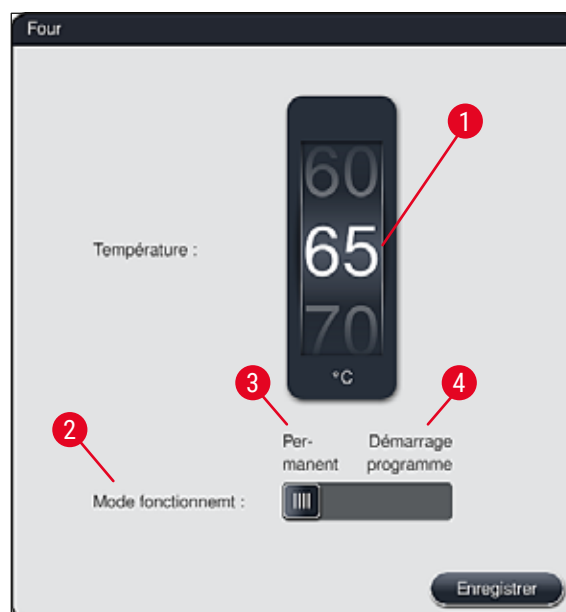 Four
1
60
Température :
65
70
°C
3
4
2
Per-
manent
Démarrage
programme
Mode fonctionnemt :
Enregistrer